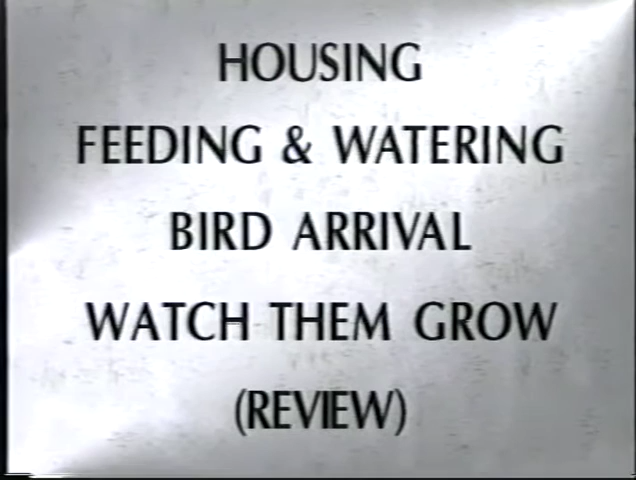 HOUSING
FEEDING & WATERING
BIRD ARRIVAL
WATCH THEM GROW
(REVIEW)